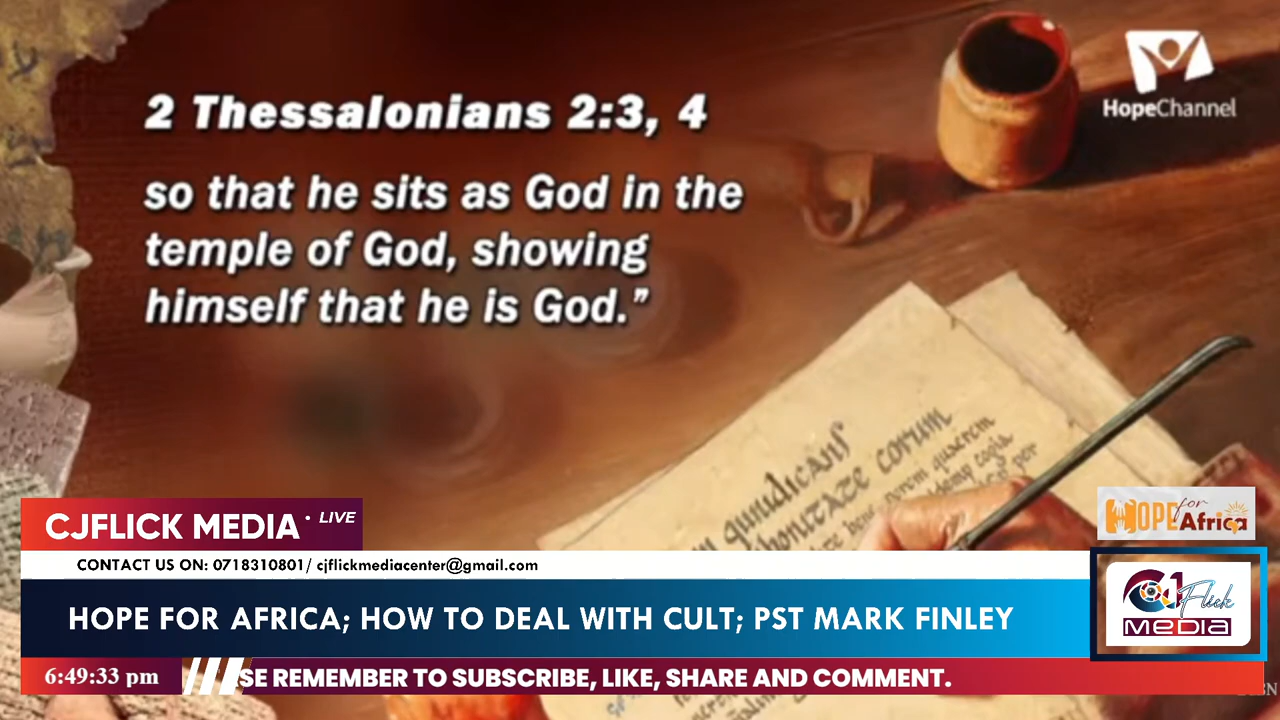 HopeChannel
2 Thessalonians 2:3, 4
so that he sits as God in the
temple of God, showing
himself that he is God.”
qnudicans
bonitate corum
CJFLICK MEDIA • LIVE
HOPE for Africa
CONTACT US ON: 0718310801/ cjflickmediacenter@gmail.com
HOPE FOR AFRICA; HOW TO DEAL WITH CULT; PST MARK FINLEY
Flick
MEDIA
6:49:33 pm
SE REMEMBER TO SUBSCRIBE, LIKE, SHARE AND COMMENT.